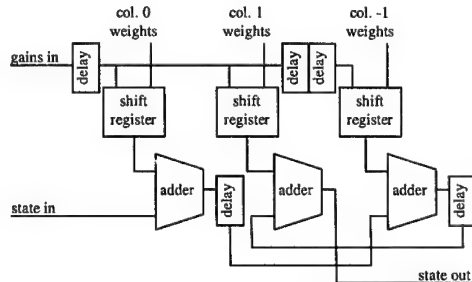 col. 0 col. 1 col. -1
weights weights weights
gains in delay delay delay
shift shift shift
register register register
adder delay adder adder delay
state in
state out